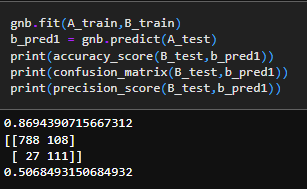 gnb.fit(A_train,B_train)
b_pred1 = gnb.predict(A_test)
print(accuracy_score(B_test,b_pred1))
print(confusion_matrix(B_test,b_pred1))
print(precision_score(B_test,b_pred1))
0.8694390715667312
[[788 108]
 [ 27 111]]
0.5068493150684932